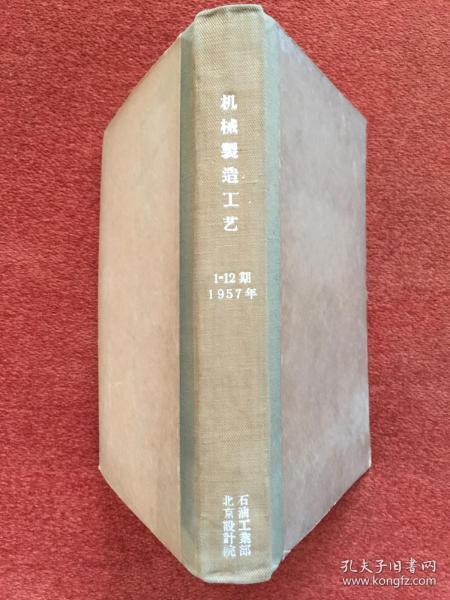 机械製造工艺
1-12期
1957年
石油工業部
北京設計院
孔夫子旧书网
www.kongfz.com